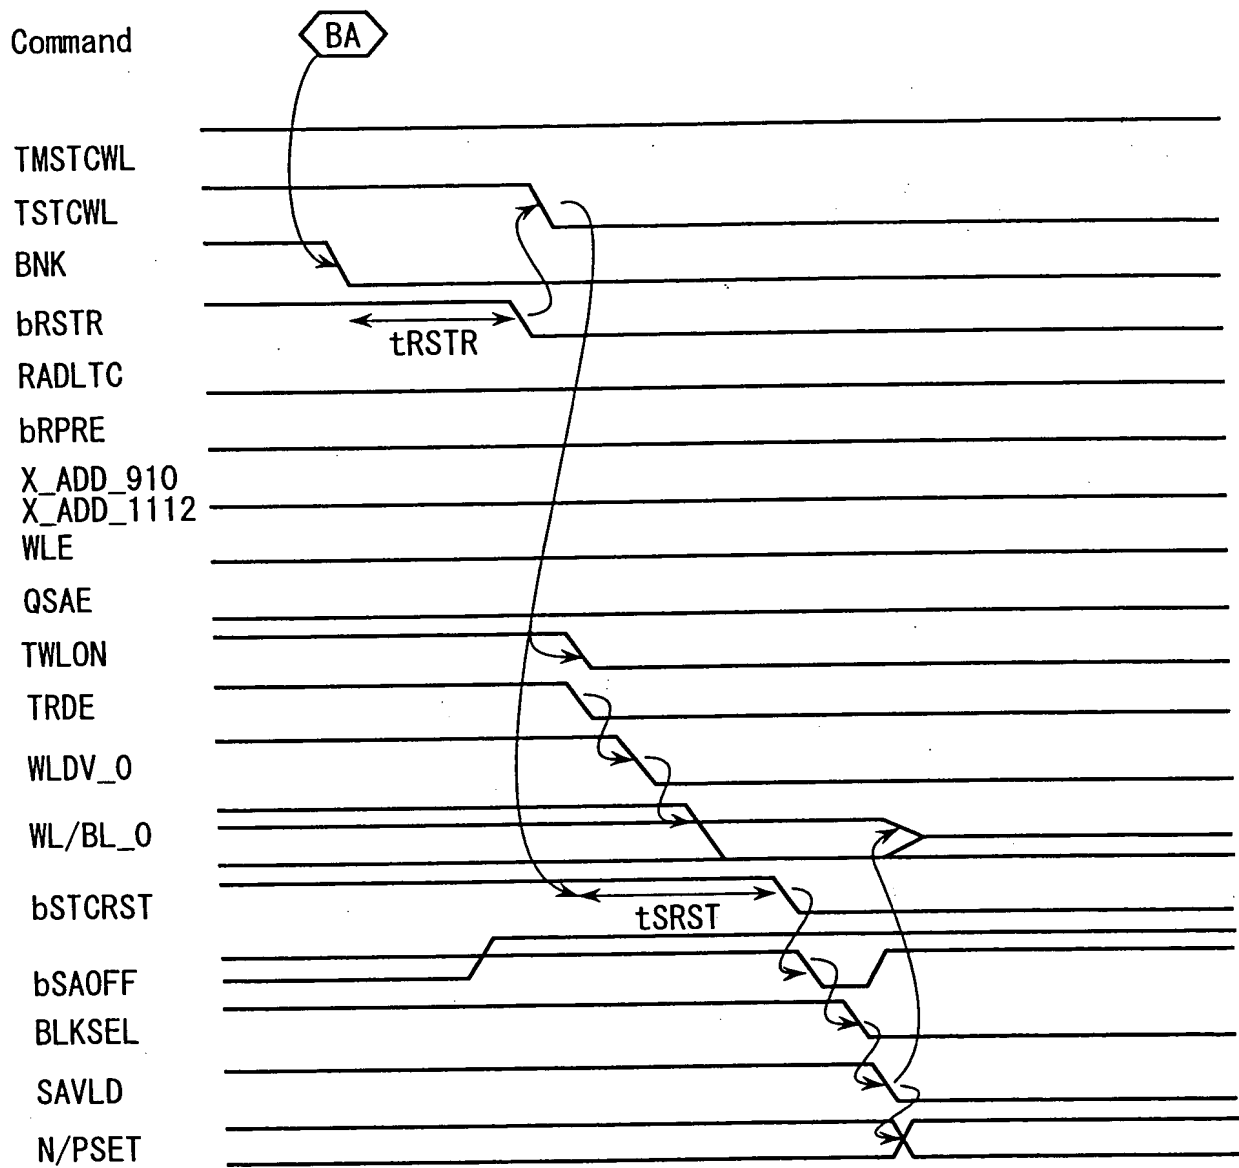 Command
BA
TMSTCWL
TSTCWL
BNK
bRSTR
tRSTR
RADLTC
bRPRE
X_ADD_910
X_ADD_1112
WLE
QSAE
TWLON
TRDE
WLDV_0
WL/BL_0
bSTCRST
tSRST
bSAOFF
BLKSEL
SAVLD
N/PSET